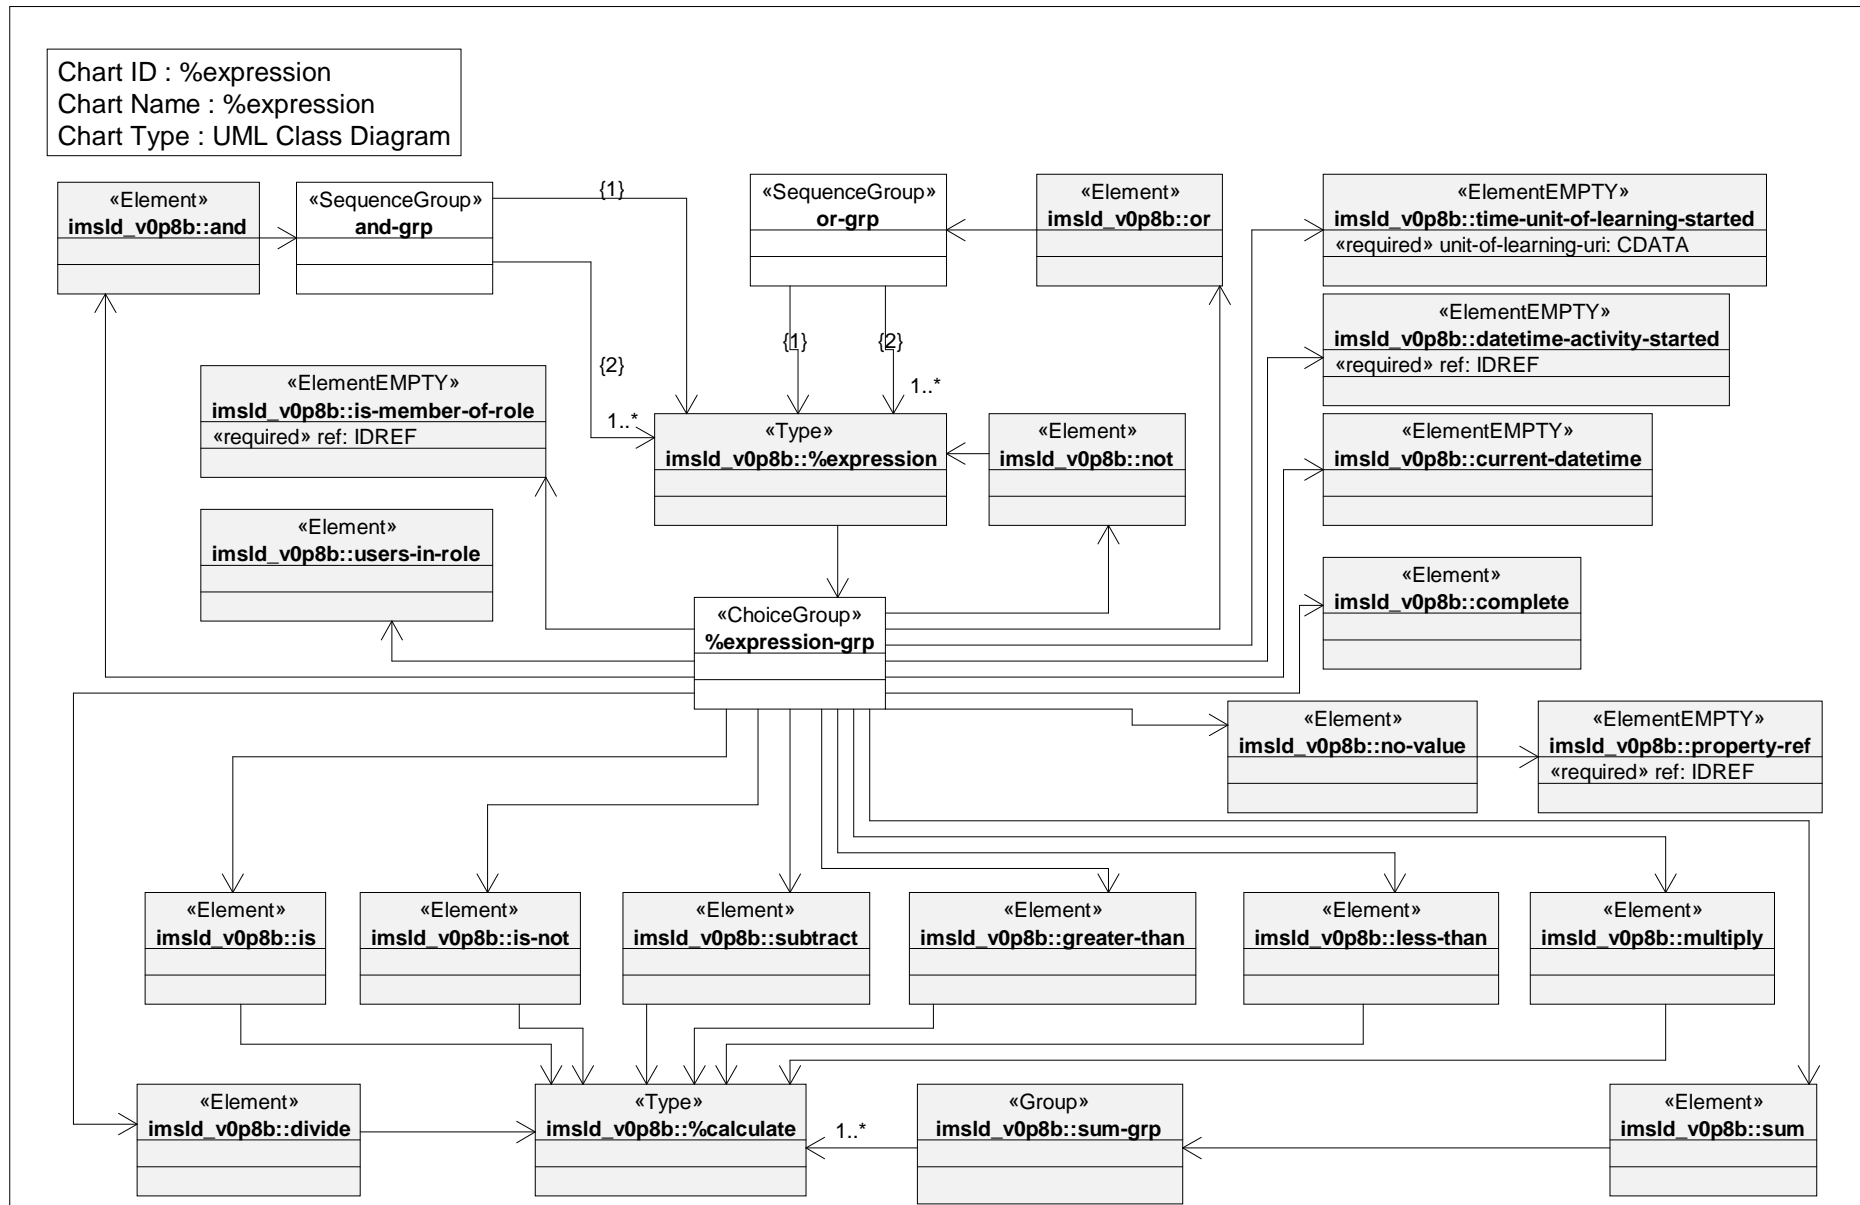 Chart ID : %expression
Chart Name : %expression
Chart Type : UML Class Diagram
«Element»
imsld_v0p8b::and
«SequenceGroup»
and-grp
{1}
{2}
1..*
«SequenceGroup»
or-grp
{1}
{2}
1..*
«Element»
imsld_v0p8b::or
«ElementEMPTY»
imsld_v0p8b::time-unit-of-learning-started
«required» unit-of-learning-uri: CDATA
«ElementEMPTY»
imsld_v0p8b::datetime-activity-started
«required» ref: IDREF
«ElementEMPTY»
imsld_v0p8b::is-member-of-role
«required» ref: IDREF
«Type»
imsld_v0p8b::%expression
«Element»
imsld_v0p8b::not
«ElementEMPTY»
imsld_v0p8b::current-datetime
«Element»
imsld_v0p8b::users-in-role
«ChoiceGroup»
%expression-grp
«Element»
imsld_v0p8b::complete
«Element»
imsld_v0p8b::no-value
«ElementEMPTY»
imsld_v0p8b::property-ref
«required» ref: IDREF
«Element»
imsld_v0p8b::is
«Element»
imsld_v0p8b::is-not
«Element»
imsld_v0p8b::subtract
«Element»
imsld_v0p8b::greater-than
«Element»
imsld_v0p8b::less-than
«Element»
imsld_v0p8b::multiply
«Element»
imsld_v0p8b::divide
«Type»
imsld_v0p8b::%calculate
1..*
«Group»
imsld_v0p8b::sum-grp
«Element»
imsld_v0p8b::sum